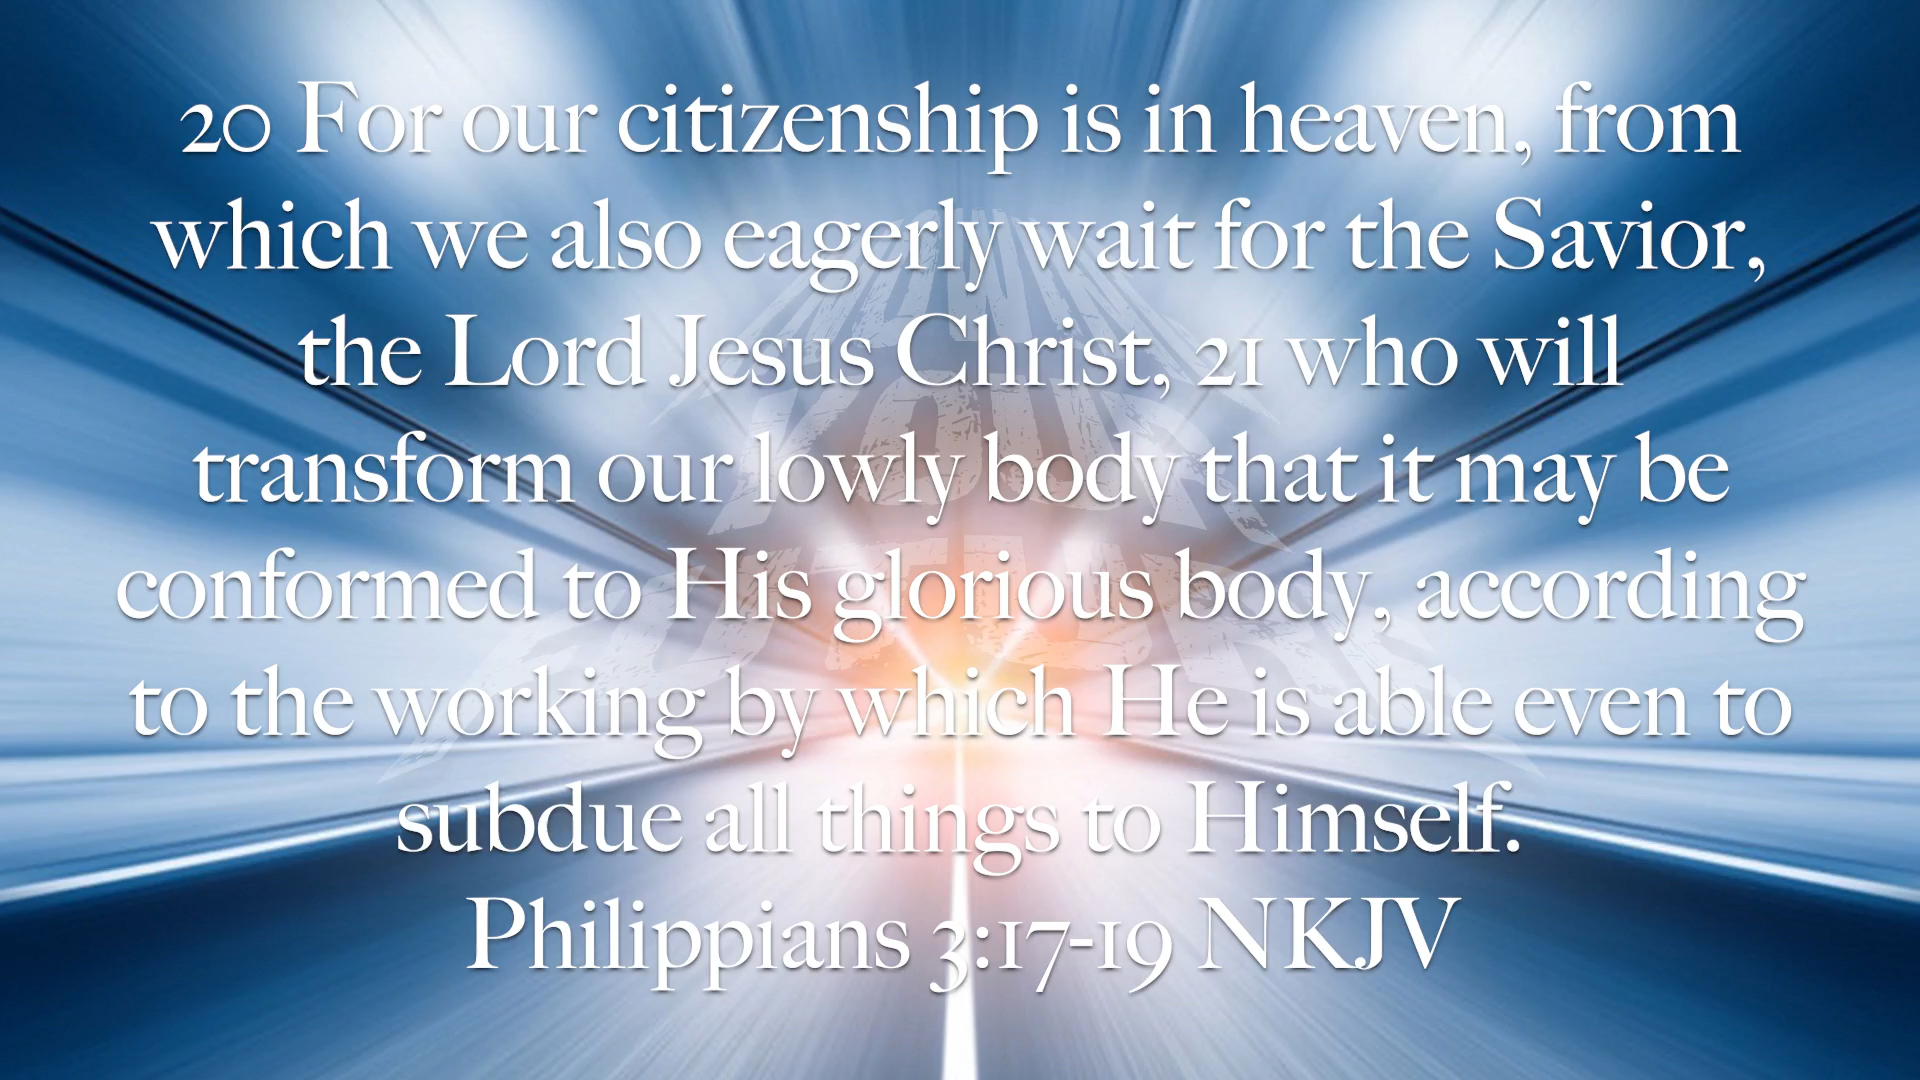 20 For our citizenship is in heaven, from
which we also eagerly wait for the Savior,
the Lord Jesus Christ, 21 who will
transform our lowly body that it may be
conformed to His glorious body, according
to the working by which He is able even to
subdue all things to Himself.
Philippians 3:17-19 NKJV
YOUR